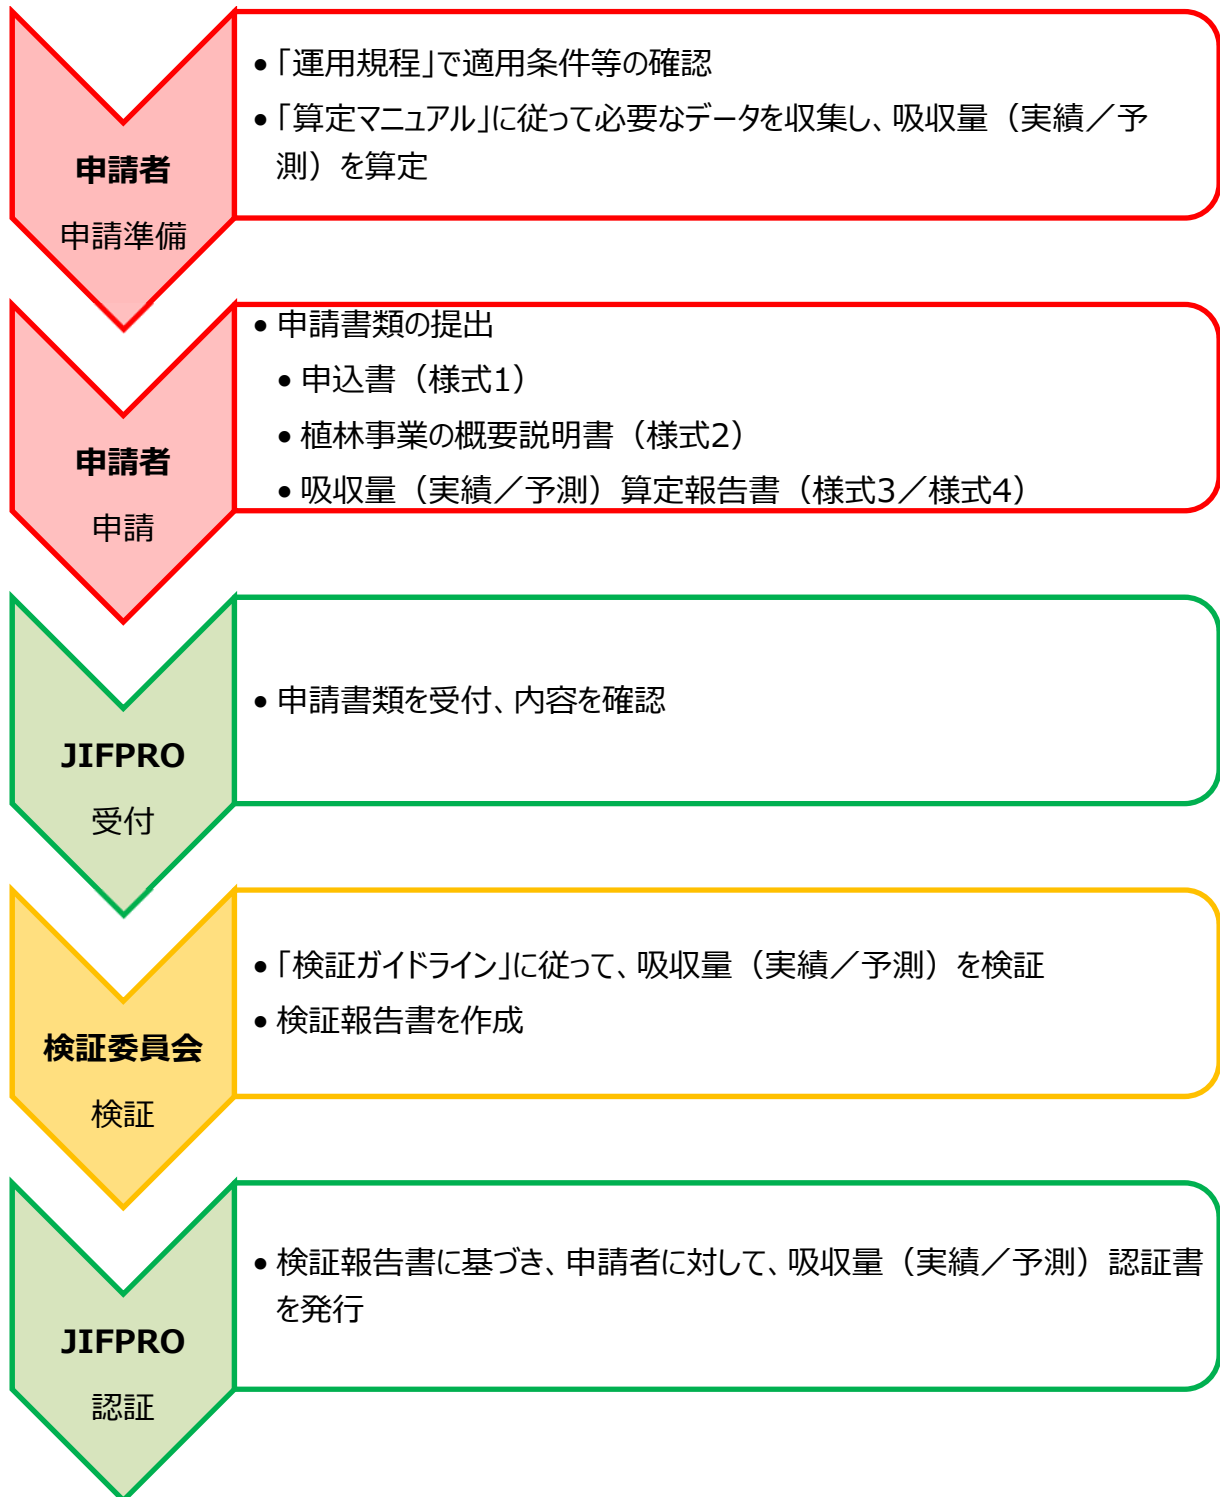 • 「運用規程」で適用条件等の確認
• 「算定マニュアル」に従って必要なデータを収集し、吸収量（実績／予
測）を算定
申請者
申請準備
• 申請書類の提出
• 申込書（様式1）
• 植林事業の概要説明書（様式2）
• 吸収量（実績／予測）算定報告書（様式3／様式4）
申請者
申請
• 申請書類を受付、内容を確認
JIFPRO
受付
• 「検証ガイドライン」に従って、吸収量（実績／予測）を検証
• 検証報告書を作成
検証委員会
検証
• 検証報告書に基づき、申請者に対して、吸収量（実績／予測）認証書
を発行
JIFPRO
認証